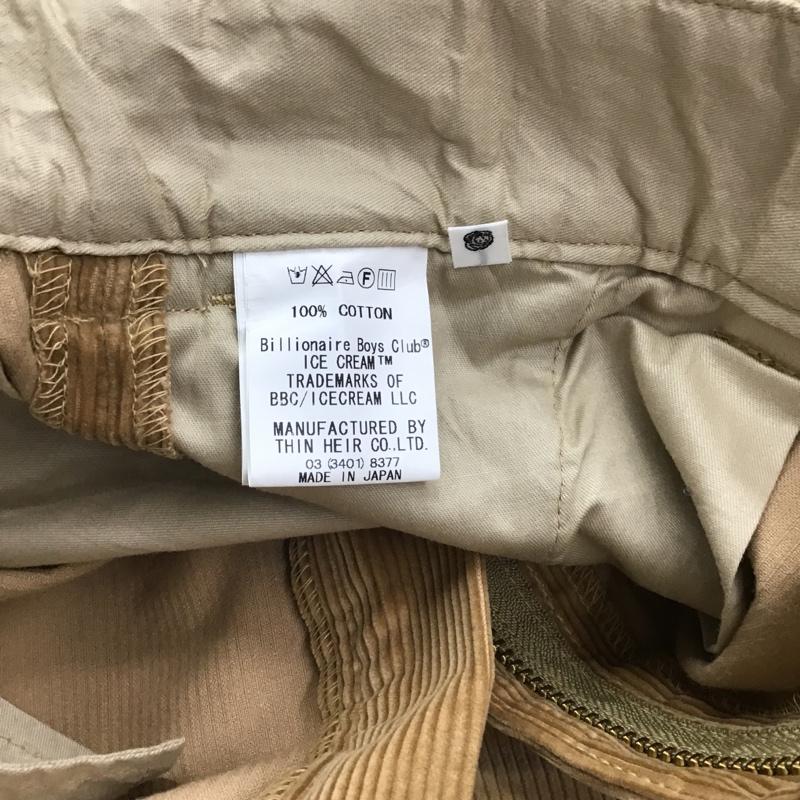 100% COTTON
Billionaire Boys Club®
ICE CREAM™
TRADEMARKS OF
BBC/ICECREAM LLC
MANUFACTURED BY
THIN HEIR CO.,LTD.
03 (3401) 8377
MADE IN JAPAN